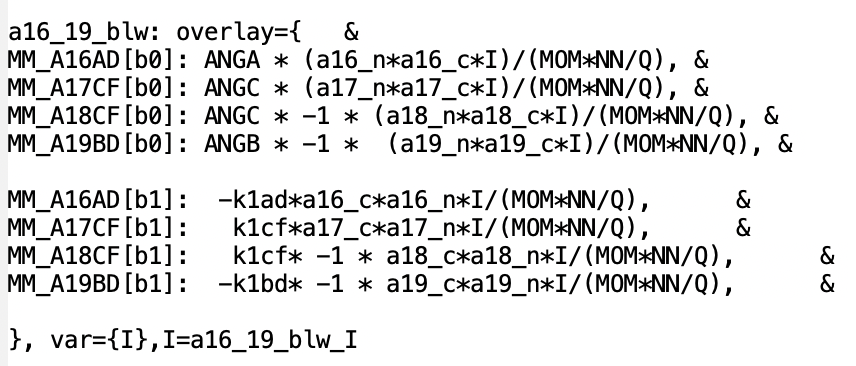 a16_19_blw: overlay={   &
MM_A16AD[b0]: ANGA * (a16_n*a16_c*I)/(MOM*NN/Q), &
MM_A17CF[b0]: ANGC * (a17_n*a17_c*I)/(MOM*NN/Q), &
MM_A18CF[b0]: ANGC * -1 * (a18_n*a18_c*I)/(MOM*NN/Q), &
MM_A19BD[b0]: ANGB * -1 *  (a19_n*a19_c*I)/(MOM*NN/Q), &
MM_A16AD[b1]:  -k1ad*a16_c*a16_n*I/(MOM*NN/Q),      &
MM_A17CF[b1]:   k1cf*a17_c*a17_n*I/(MOM*NN/Q),      &
MM_A18CF[b1]:   k1cf* -1 * a18_c*a18_n*I/(MOM*NN/Q),      &
MM_A19BD[b1]:  -k1bd* -1 * a19_c*a19_n*I/(MOM*NN/Q),      &
}, var={I},I=a16_19_blw_I